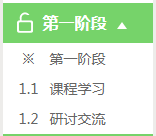 第一阶段 ▲
※ 第一阶段
1.1 课程学习
1.2 研讨交流